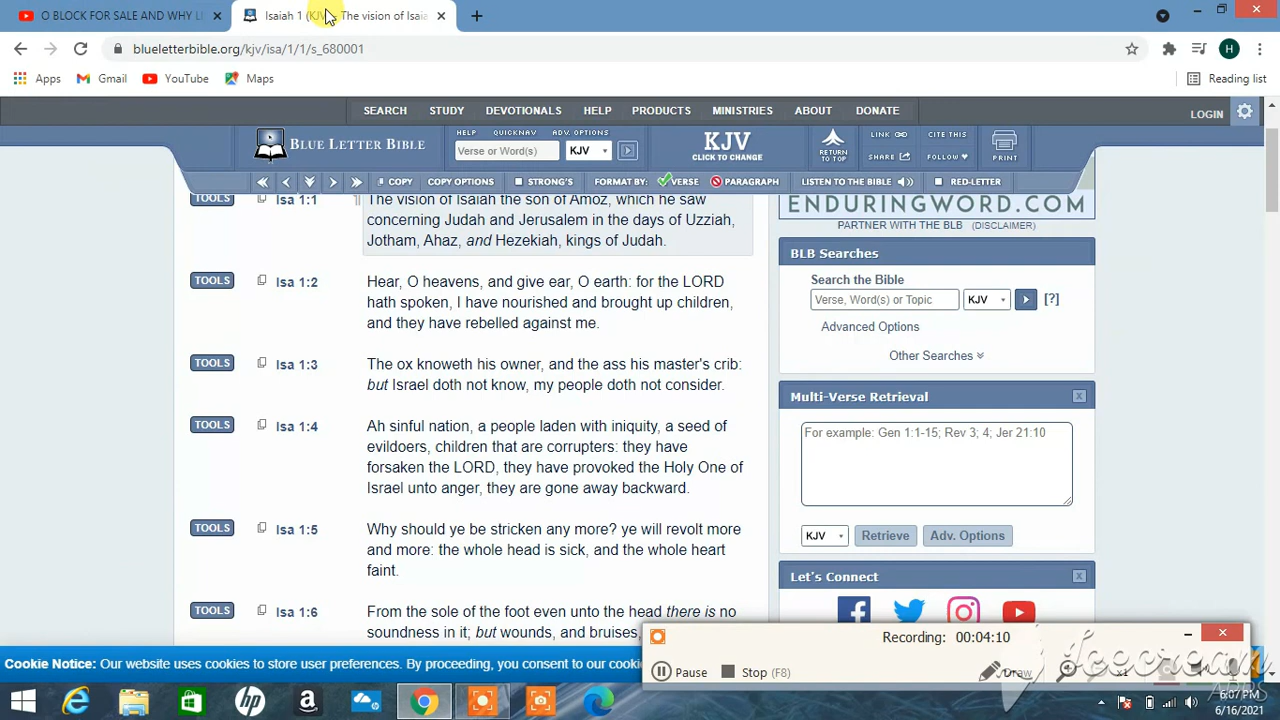 O BLOCK FOR SALE AND WHY L
Isaiah 1 (KJV) - The vision of Isaia
blueletterbible.org/kjv/isa/1/1/s_680001
H
Apps
Gmail
YouTube
Maps
Reading list
SEARCH
STUDY
DEVOTIONALS
HELP
PRODUCTS
MINISTRIES
ABOUT
DONATE
LOGIN
BLUE LETTER BIBLE
HELP QUICKNAV ADV. OPTIONS
Verse or Word(s)
KJV
KJV
CLICK TO CHANGE
RETURN
TO TOP
LINK
SHARE
CITE THIS
FOLLOW
PRINT
COPY
COPY OPTIONS
STRONG'S
FORMAT BY:
VERSE
PARAGRAPH
LISTEN TO THE BIBLE
RED-LETTER
TOOLS
Isa 1:1
¶
The vision of Isaiah the son of Amoz, which he saw
concerning Judah and Jerusalem in the days of Uzziah,
Jotham, Ahaz, and Hezekiah, kings of Judah.
TOOLS
Isa 1:2
Hear, O heavens, and give ear, O earth: for the LORD
hath spoken, I have nourished and brought up children,
and they have rebelled against me.
TOOLS
Isa 1:3
The ox knoweth his owner, and the ass his master's crib:
but Israel doth not know, my people doth not consider.
TOOLS
Isa 1:4
Ah sinful nation, a people laden with iniquity, a seed of
evildoers, children that are corrupters: they have
forsaken the LORD, they have provoked the Holy One of
Israel unto anger, they are gone away backward.
TOOLS
Isa 1:5
Why should ye be stricken any more? ye will revolt more
and more: the whole head is sick, and the whole heart
faint.
TOOLS
Isa 1:6
From the sole of the foot even unto the head there is no
soundness in it; but wounds, and bruises,
ENDURINGWORD.COM
PARTNER WITH THE BLB (DISCLAIMER)
BLB Searches
Search the Bible
Verse, Word(s) or Topic
KJV
[?]
Advanced Options
Other Searches
Multi-Verse Retrieval
x
For example: Gen 1:1-15; Rev 3; 4; Jer 21:10
KJV
Retrieve
Adv. Options
Let's Connect
x
Cookie Notice: Our website uses cookies to store user preferences. By proceeding, you consent to our cookie
Recording: 00:04:10
Pause
Stop (F8)
Draw
x1
Icecream
APPS
6:07 PM
6/16/2021